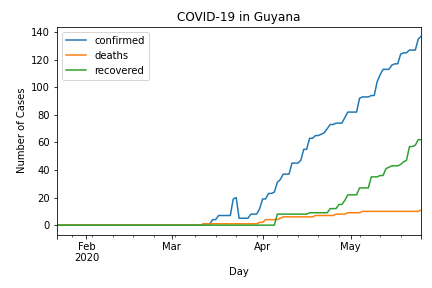 COVID-19 in Guyana
confirmed
deaths
recovered
Number of Cases
140
120
100
80
60
40
20
0
Feb
2020
Mar
Apr
May
Day